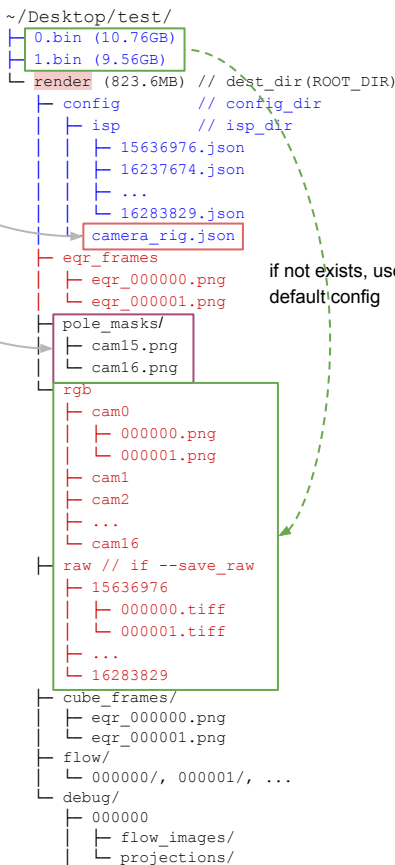 ~/Desktop/test/
├─ 0.bin (10.76GB)
├─ 1.bin (9.56GB)
└─ render (823.6MB) // dest_dir(ROOT_DIR)
├─ config // config_dir
│ ├─ isp // isp_dir
│ │ ├─ 15636976.json
│ │ ├─ 16237674.json
│ │ ├─ ...
│ │ └─ 16283829.json
│ └ camera_rig.json
├─ eqr_frames
│ ├─ eqr_000000.png
│ └─ eqr_000001.png
if not exists, use
default config
├─ pole_masks/
│ ├─ cam15.png
│ └─ cam16.png
└─ rgb
│ ├─ cam0
│ │ ├─ 000000.png
│ │ └─ 000001.png
│ ├─ cam1
│ ├─ cam2
│ ├─ ...
│ └─ cam16
├─ raw // if --save_raw
│ ├─ 15636976
│ │ ├─ 000000.tiff
│ │ └─ 000001.tiff
│ ├─ ...
│ └─ 16283829
├─ cube_frames/
│ ├─ eqr_000000.png
│ └─ eqr_000001.png
├─ flow/
│ └─ 000000/, 000001/, ...
└─ debug/
├─ 000000
│ ├─ flow_images/
│ └─ projections/